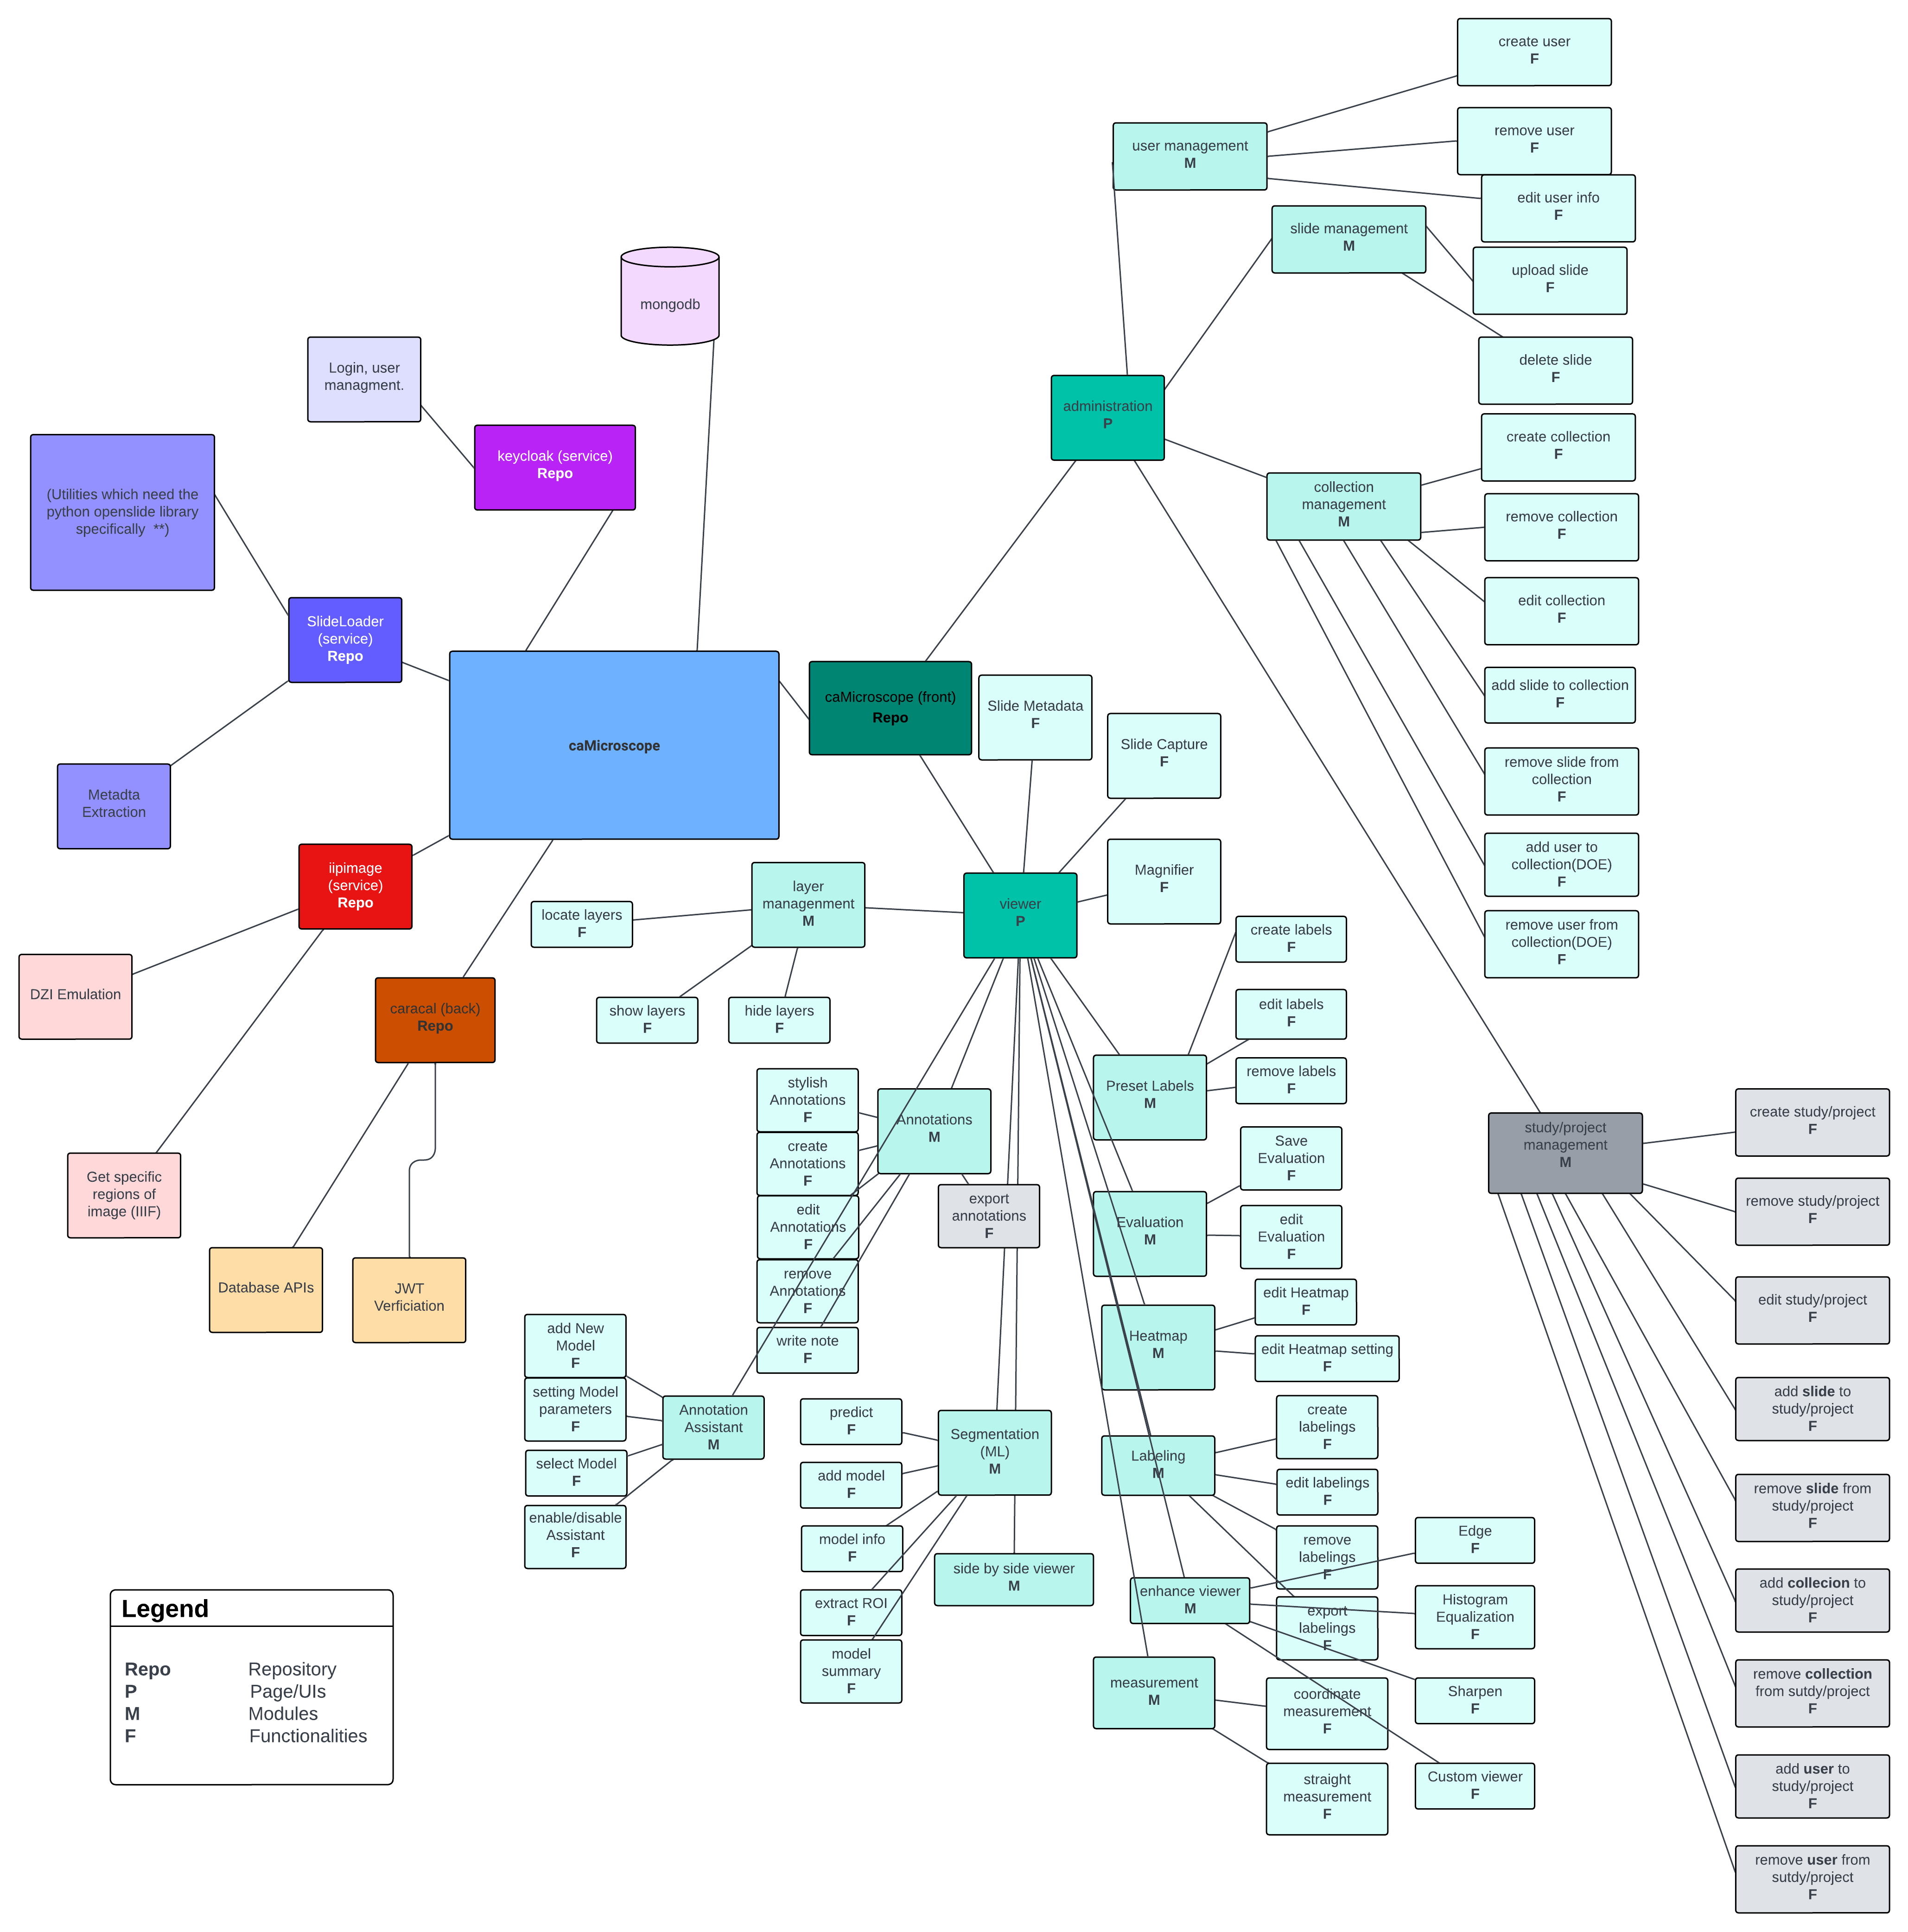 create user
F
user management
M
remove user
F
edit user info
F
slide management
M
upload slide
F
mongodb
delete slide
F
Login, user
managment.
administration
P
create collection
F
keycloak (service)
Repo
collection
management
M
(Utilities which need the
python openslide library
specifically  **)
remove collection
F
edit collection
F
SlideLoader
(service)
Repo
add slide to collection
F
caMicroscope
caMicroscope (front)
Repo
Slide Metadata
F
Slide Capture
F
remove slide from
collection
F
Metadta
Extraction
add user to
collection(DOE)
F
iipimage
(service)
Repo
layer
managenment
M
Magnifier
F
locate layers
F
viewer
P
create labels
F
remove user from
collection(DOE)
F
DZI Emulation
caracal (back)
Repo
show layers
F
hide layers
F
edit labels
F
stylish
Annotations
F
Preset Labels
M
remove labels
F
Annotations
M
create study/project
F
study/project
management
M
create
Annotations
F
Save
Evaluation
F
Get specific
regions of
image (IIIF)
export
annotations
F
remove study/project
F
edit
Annotations
F
Evaluation
M
edit
Evaluation
F
Database APIs
JWT
Verficiation
remove
Annotations
F
edit Heatmap
F
edit study/project
F
add New
Model
F
write note
F
Heatmap
M
edit Heatmap setting
F
setting Model
parameters
F
Annotation
Assistant
M
predict
F
Segmentation
(ML)
M
create
labelings
F
add slide to
study/project
F
select Model
F
add model
F
Labeling
M
edit labelings
F
remove slide from
study/project
F
enable/disable
Assistant
F
model info
F
remove
labelings
F
Edge
F
side by side viewer
M
enhance viewer
M
add collecion to
study/project
F
extract ROI
F
export
labelings
F
Histogram
Equalization
F
model
summary
F
measurement
M
coordinate
measurement
F
Sharpen
F
remove collection
from sutdy/project
F
straight
measurement
F
Custom viewer
F
add user to
study/project
F
remove user from
sutdy/project
F
Legend
Repo Repository
P Page/UIs
M Modules
F Functionalities